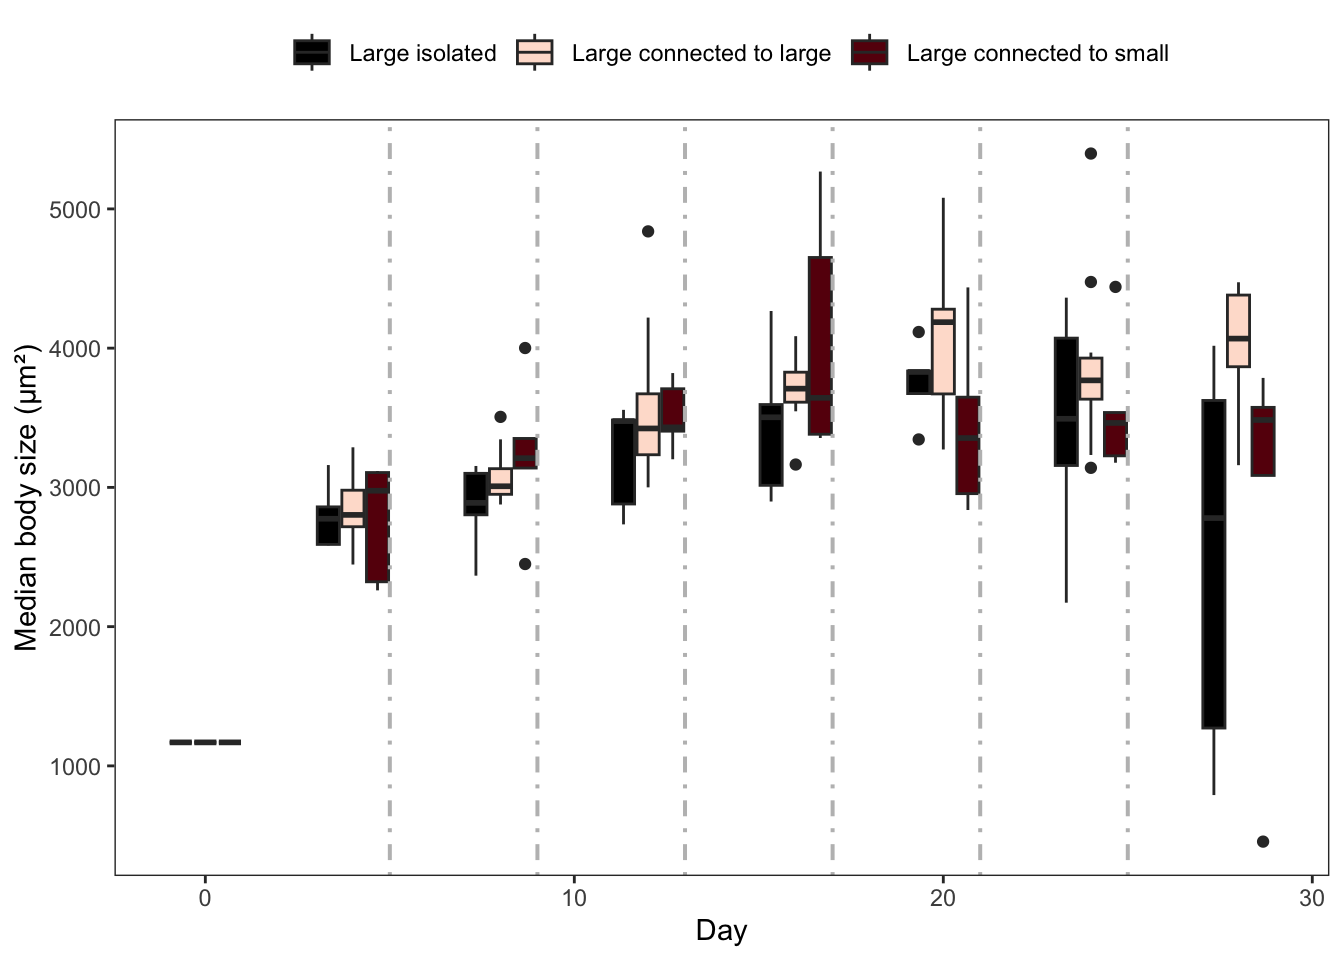 Large isolated Large connected to large Large connected to small
Median body size (µm²)
5000
4000
3000
2000
1000
0 10 20 30
Day